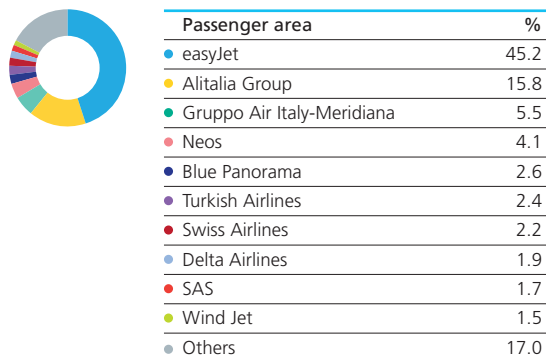 Passenger area %
easyJet 45.2
Alitalia Group 15.8
Gruppo Air Italy-Meridiana 5.5
Neos 4.1
Blue Panorama 2.6
Turkish Airlines 2.4
Swiss Airlines 2.2
Delta Airlines 1.9
SAS 1.7
Wind Jet 1.5
Others 17.0